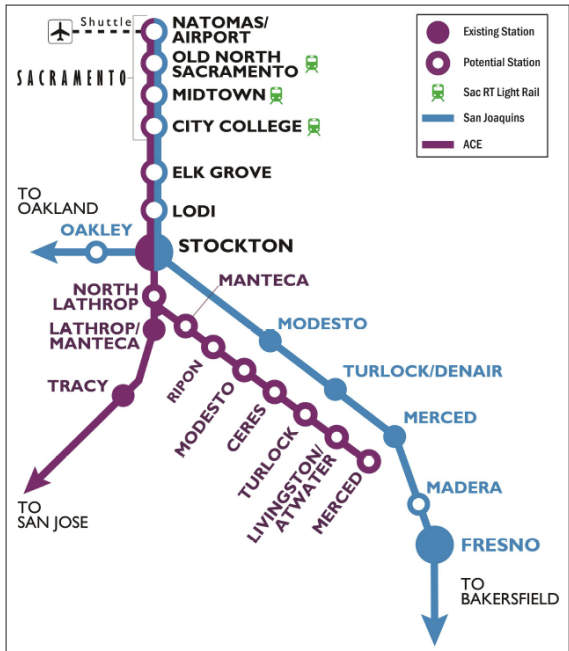 Shuttle
NATOMAS/
AIRPORT
OLD NORTH
SACRAMENTO
SACRAMENTO
MIDTOWN
CITY COLLEGE
ELK GROVE
LODI
TO
OAKLAND
OAKLEY
STOCKTON
NORTH
LATHROP
MANTECA
LATHROP/
MANTECA
MODESTO
TRACY
RIPON
MODESTO
CERES
TURLOCK
LIVINGSTON/
ATWATER
MERCED
TURLOCK/DENAIR
MERCED
MADERA
TO
SAN JOSE
FRESNO
TO
BAKERSFIELD
Existing Station
Potential Station
Sac RT Light Rail
San Joaquins
ACE